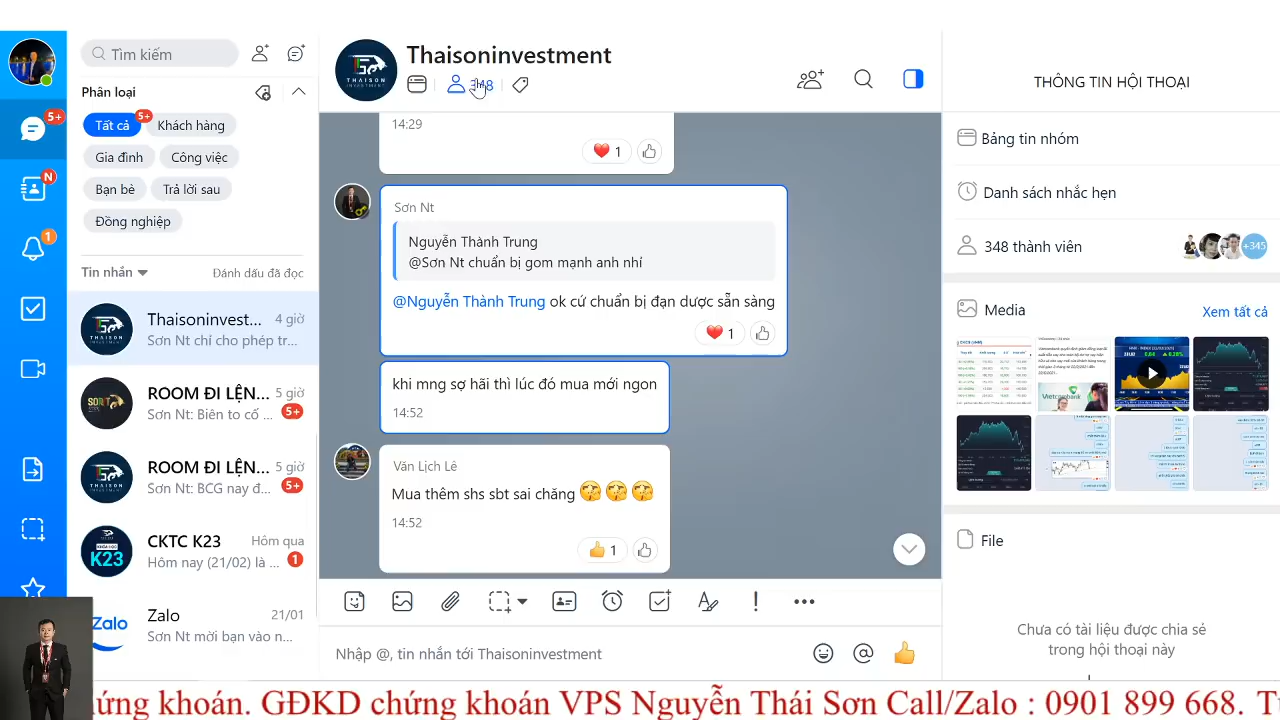 Tìm kiếm
Phân loại
Tất cả
5+
Khách hàng
Gia đình
Công việc
Bạn bè
Trả lời sau
Đồng nghiệp
Tin nhắn
Đánh dấu đã đọc
5+
N
1
Thaisoninvest...
4 giờ
Sơn Nt chỉ cho phép tr...
ROOM ĐI LỆN...
5 giờ
Sơn Nt: Biên to cổ ...
5+
ROOM ĐI LỆN...
5 giờ
Sơn Nt: BCG nay c...
5+
CKTC K23
Hôm qua
Hôm nay (21/02) là ...
1
K23
Zalo
21/01
Sơn Nt mời bạn vào n...
Zalo
Thaisoninvestment
THAISON
INVESTMENT
14:29
1
Sơn Nt
Nguyễn Thành Trung
@Sơn Nt chuẩn bị gom mạnh anh nhỉ
@Nguyễn Thành Trung ok cứ chuẩn bị đạn dược sẵn sàng
1
khi mng sợ hãi thì lúc đó mua mới ngon
14:52
Văn Lịch Lê
Mua thêm shs sbt sai chăng
14:52
1
Nhập @, tin nhắn tới Thaisoninvestment
THÔNG TIN HỘI THOẠI
Bảng tin nhóm
Danh sách nhắc hẹn
348 thành viên
+345
Media
Xem tất cả
Vietcombank
File
Chưa có tài liệu được chia sẻ
trong hội thoại này
ứng khoán. GĐKD chứng khoán VPS Nguyễn Thái Sơn Call/Zalo : 0901 899 668. T